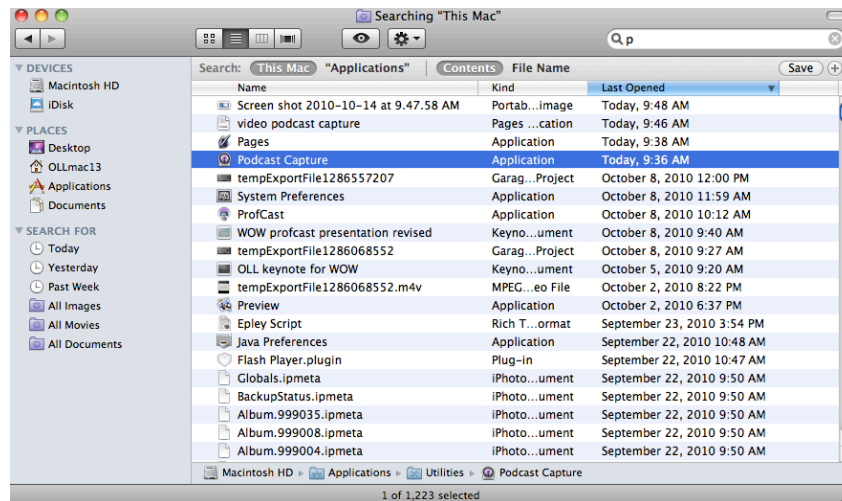 Searching "This Mac"
p
Search: This Mac "Applications" Contents File Name Save
DEVICES
Macintosh HD
iDisk
PLACES
Desktop
OLLmac13
Applications
Documents
SEARCH FOR
Today
Yesterday
Past Week
All Images
All Movies
All Documents
Name Kind Last Opened
Screen shot 2010-10-14 at 9.47.58 AM Portab...image Today, 9:48 AM
video podcast capture Pages ...cation Today, 9:46 AM
Pages Application Today, 9:38 AM
Podcast Capture Application Today, 9:36 AM
tempExportFile1286557207 Garag...Project October 8, 2010 12:00 PM
System Preferences Application October 8, 2010 11:59 AM
ProfCast Application October 8, 2010 10:12 AM
WOW profcast presentation revised Keyno...ument October 8, 2010 9:40 AM
tempExportFile1286068552 Garag...Project October 8, 2010 9:27 AM
OLL keynote for WOW Keyno...ument October 5, 2010 9:20 AM
tempExportFile1286068552.m4v MPEG...eo File October 2, 2010 8:22 PM
Preview Application October 2, 2010 6:37 PM
Epley Script Rich T...ormat September 23, 2010 3:54 PM
Java Preferences Application September 22, 2010 10:48 AM
Flash Player.plugin Plug-in September 22, 2010 10:47 AM
Globals.ipmeta iPhoto...ument September 22, 2010 9:50 AM
BackupStatus.ipmeta iPhoto...ument September 22, 2010 9:50 AM
Album.999035.ipmeta iPhoto...ument September 22, 2010 9:50 AM
Album.999008.ipmeta iPhoto...ument September 22, 2010 9:50 AM
Album.999004.ipmeta iPhoto...ument September 22, 2010 9:50 AM
Macintosh HD ▸ Applications ▸ Utilities ▸ Podcast Capture
1 of 1,223 selected